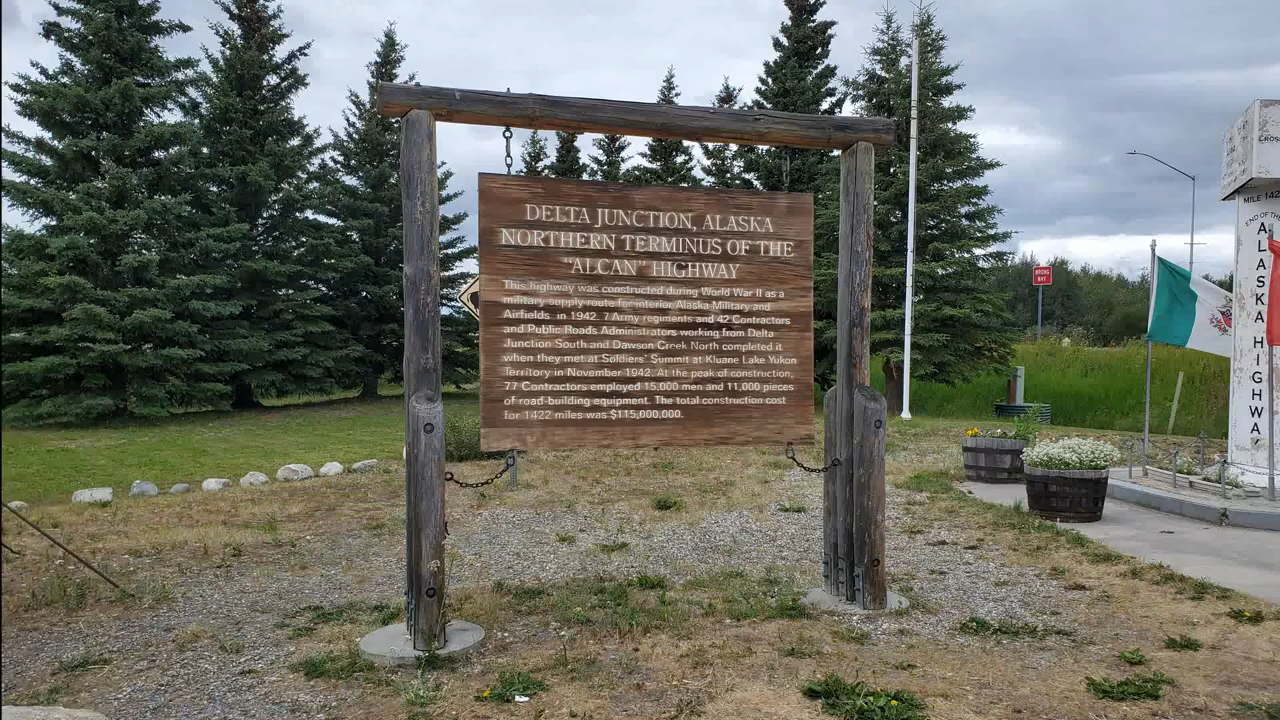 DELTA JUNCTION, ALASKA
NORTHERN TERMINUS OF THE
"ALCAN" HIGHWAY
This highway was constructed during World War II as a
military supply route for interior Alaska Military and
Airfields. in 1942 7 Army regiments and 42 Contractors
and Public Roads Administrators working from Delta
Junction South and Dawson Creek North completed it
when they met at Soldiers' Summit at Kluane Lake Yukon
Territory in November 1942. At the peak of construction,
77 Contractors employed 15,000 men and 11,000 pieces
of road-building equipment. The total construction cost
for 1422 miles was $115,000,000.
WRONG
WAY
MILE 142
END OF THE
ALASKA HIGHWAY